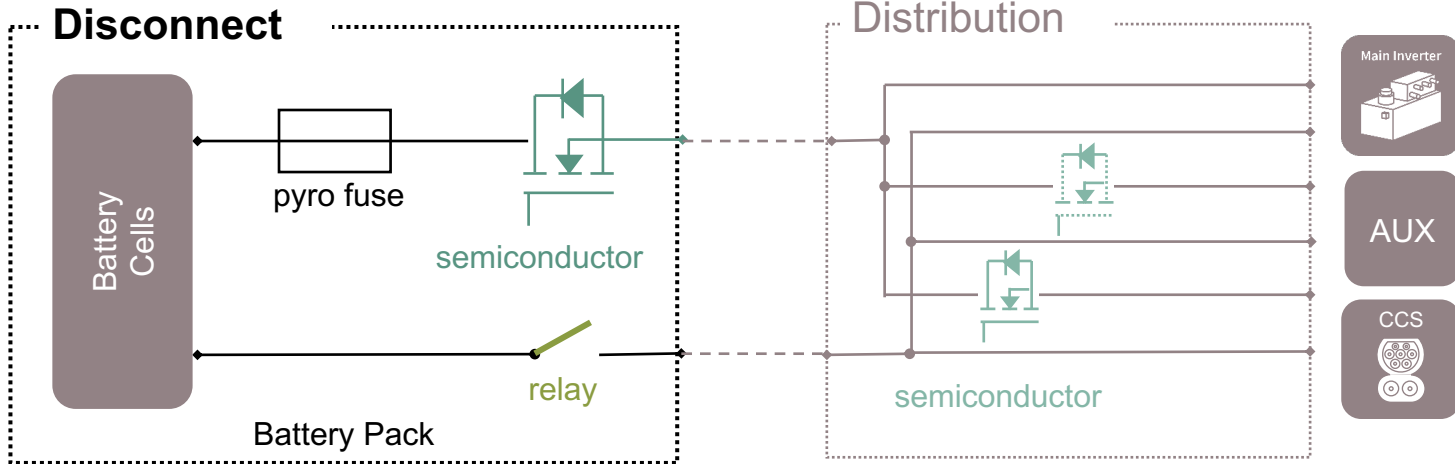 Disconnect
Distribution
Main Inverter
Battery
Cells
pyro fuse
semiconductor
AUX
CCS
relay
semiconductor
Battery Pack